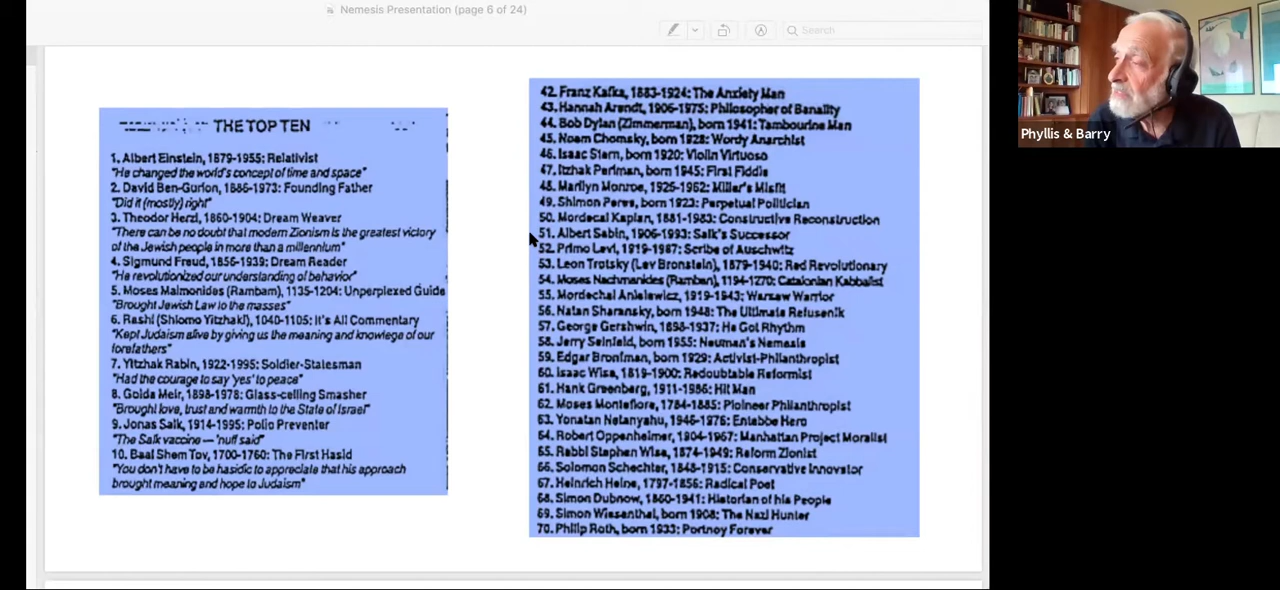 Nemesis Presentation (page 6 of 24)
Search
THE TOP TEN
1. Albert Einstein, 1879-1955: Relativist
"He changed the world's concept of time and space"
2. David Ben-Gurion, 1886-1973: Founding Father
"Did it (mostly) right"
3. Theodor Herzl, 1860-1904: Dream Weaver
"There can be no doubt that modern Zionism is the greatest victory
of the Jewish people in more than a millennium"
4. Sigmund Freud, 1856-1939: Dream Reader
"He revolutionized our understanding of behavior"
5. Moses Maimonides (Rambam), 1135-1204: Unperplexed Guide
"Brought Jewish Law to the masses"
6. Rashi (Shlomo Yitzhaki), 1040-1105: It's All Commentary
"Kept Judaism alive by giving us the meaning and knowlege of our
forefathers"
7. Yitzhak Rabin, 1922-1995: Soldier-Statesman
"Had the courage to say 'yes' to peace"
8. Golda Meir, 1898-1978: Glass-ceiling Smasher
"Brought love, trust and warmth to the State of Israel"
9. Jonas Salk, 1914-1995: Polio Preventer
"The Salk vaccine — 'nuff said"
10. Baal Shem Tov, 1700-1760: The First Hasid
"You don't have to be hasidic to appreciate that his approach
brought meaning and hope to Judaism"
42. Franz Kafka, 1883-1924: The Anxiety Man
43. Hannah Arendt, 1906-1975: Philosopher of Banality
44. Bob Dylan (Zimmerman), born 1941: Tambourine Man
45. Noam Chomsky, born 1928: Wordy Anarchist
46. Isaac Stern, born 1920: Violin Virtuoso
47. Itzhak Perlman, born 1945: First Fiddle
48. Marilyn Monroe, 1926-1962: Miller's Misfit
49. Shimon Peres, born 1923: Perpetual Politician
50. Mordecai Kaplan, 1881-1983: Constructive Reconstruction
51. Albert Sabin, 1906-1993: Salk's Successor
52. Primo Levi, 1919-1987: Scribe of Auschwitz
53. Leon Trotsky (Lev Bronstein), 1879-1940: Red Revolutionary
54. Moses Nachmanides (Ramban), 1194-1270: Catalonian Kabbalist
55. Mordechai Anielewicz, 1919-1943: Warsaw Warrior
56. Natan Sharansky, born 1948: The Ultimate Refusenik
57. George Gershwin, 1898-1937: He Got Rhythm
58. Jerry Seinfeld, born 1955: Neuman's Nemesis
59. Edgar Bronfman, born 1929: Activist-Philanthropist
60. Isaac Wise, 1819-1900: Redoubtable Reformist
61. Hank Greenberg, 1911-1986: Hit Man
62. Moses Montefiore, 1784-1885: Pioineer Philanthropist
63. Yonatan Netanyahu, 1946-1976: Entebbe Hero
64. Robert Oppenheimer, 1904-1967: Manhattan Project Moralist
65. Rabbi Stephen Wise, 1874-1949: Reform Zionist
66. Solomon Schechter, 1848-1915: Conservative Innovator
67. Heinrich Heine, 1797-1856: Radical Poet
68. Simon Dubnow, 1860-1941: Historian of his People
69. Simon Wiesenthal, born 1908: The Nazi Hunter
70. Philip Roth, born 1933: Portnoy Forever
Phyllis & Barry